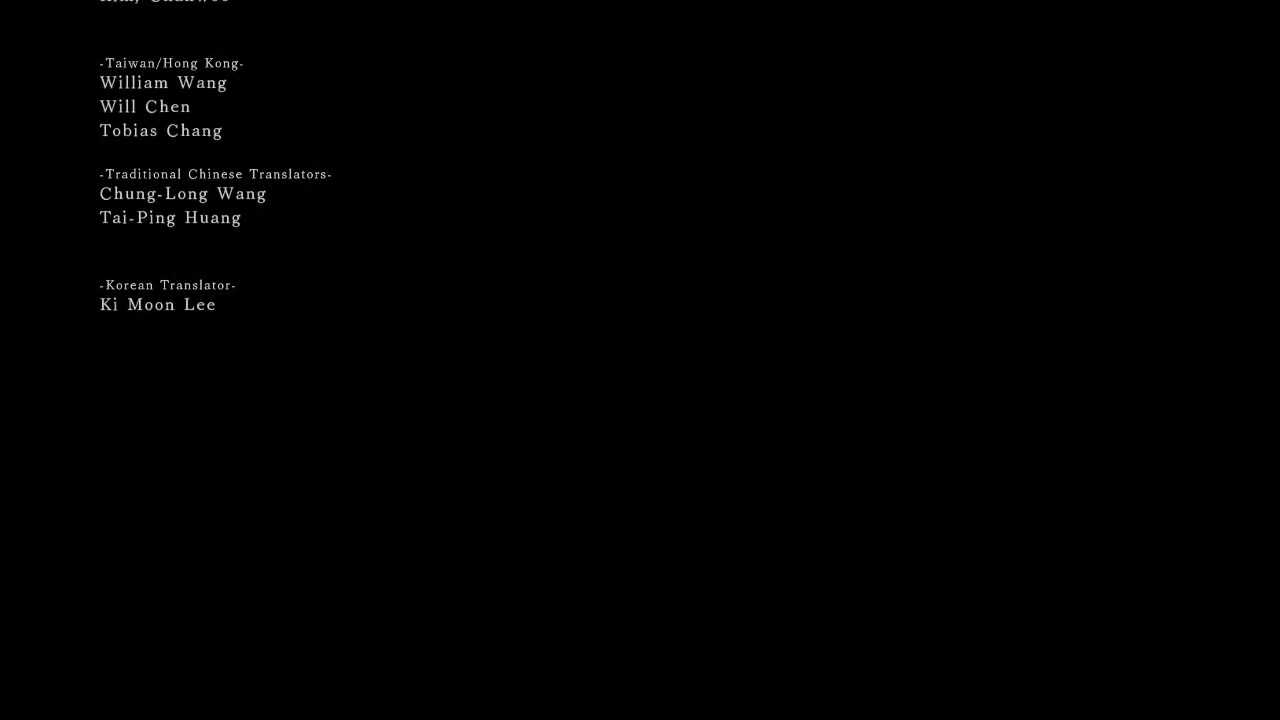 -Taiwan/Hong Kong-
William Wang
Will Chen
Tobias Chang
-Traditional Chinese Translators-
Chung-Long Wang
Tai-Ping Huang
-Korean Translator-
Ki Moon Lee